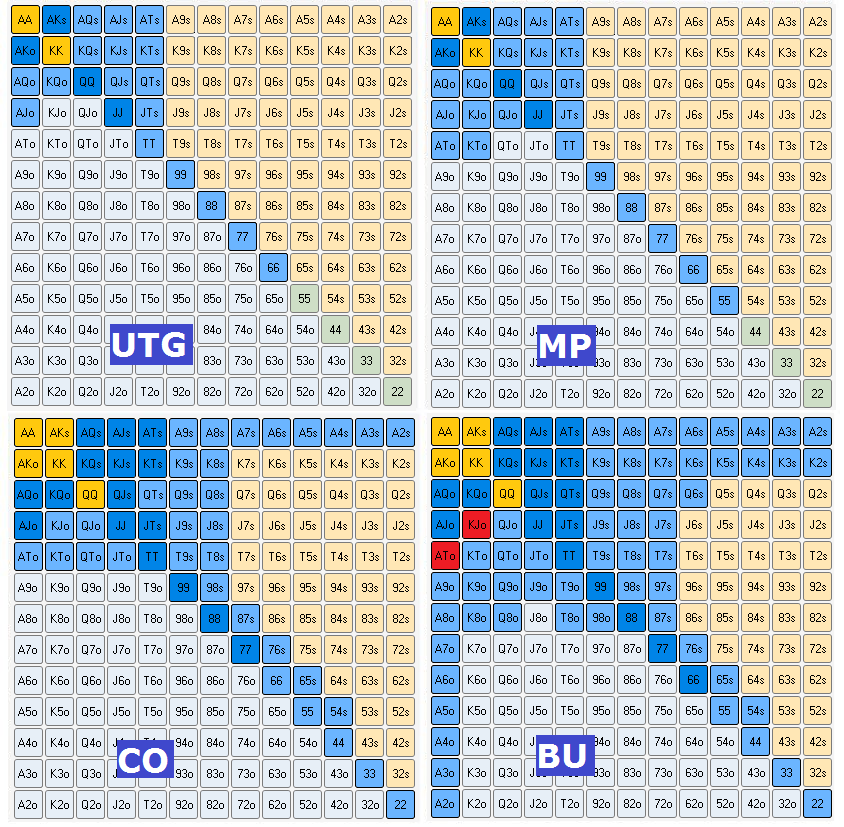 AA AKs AQs AJs ATs A9s A8s A7s A6s A5s A4s A3s A2s
AKo KK KQs KJs KTs K9s K8s K7s K6s K5s K4s K3s K2s
AQo KQo QQ QJs QTs Q9s Q8s Q7s Q6s Q5s Q4s Q3s Q2s
AJo KJo QJo JJ JTs J9s J8s J7s J6s J5s J4s J3s J2s
ATo KTo QTo JTo TT T9s T8s T7s T6s T5s T4s T3s T2s
A9o K9o Q9o J9o T9o 99 98s 97s 96s 95s 94s 93s 92s
A8o K8o Q8o J8o T8o 98o 88 87s 86s 85s 84s 83s 82s
A7o K7o Q7o J7o T7o 97o 87o 77 76s 75s 74s 73s 72s
A6o K6o Q6o J6o T6o 96o 86o 76o 66 65s 64s 63s 62s
A5o K5o Q5o J5o T5o 95o 85o 75o 65o 55 54s 53s 52s
A4o K4o Q4o 84o 74o 64o 54o 44 43s 42s
UTG
A3o K3o Q3o 83o 73o 63o 53o 43o 33 32s
A2o K2o Q2o J2o T2o 92o 82o 72o 62o 52o 42o 32o 22
AA AKs AQs AJs ATs A9s A8s A7s A6s A5s A4s A3s A2s
AKo KK KQs KJs KTs K9s K8s K7s K6s K5s K4s K3s K2s
AQo KQo QQ QJs QTs Q9s Q8s Q7s Q6s Q5s Q4s Q3s Q2s
AJo KJo QJo JJ JTs J9s J8s J7s J6s J5s J4s J3s J2s
ATo KTo QTo JTo TT T9s T8s T7s T6s T5s T4s T3s T2s
A9o K9o Q9o J9o T9o 99 98s 97s 96s 95s 94s 93s 92s
A8o K8o Q8o J8o T8o 98o 88 87s 86s 85s 84s 83s 82s
A7o K7o Q7o J7o T7o 97o 87o 77 76s 75s 74s 73s 72s
A6o K6o Q6o J6o T6o 96o 86o 76o 66 65s 64s 63s 62s
A5o K5o Q5o J5o T5o 95o 85o 75o 65o 55 54s 53s 52s
A4o K4o Q4o 84o 74o 64o 54o 44 43s 42s
MP
A3o K3o Q3o 83o 73o 63o 53o 43o 33 32s
A2o K2o Q2o J2o T2o 92o 82o 72o 62o 52o 42o 32o 22
AA AKs AQs AJs ATs A9s A8s A7s A6s A5s A4s A3s A2s
AKo KK KQs KJs KTs K9s K8s K7s K6s K5s K4s K3s K2s
AQo KQo QQ QJs QTs Q9s Q8s Q7s Q6s Q5s Q4s Q3s Q2s
AJo KJo QJo JJ JTs J9s J8s J7s J6s J5s J4s J3s J2s
ATo KTo QTo JTo TT T9s T8s T7s T6s T5s T4s T3s T2s
A9o K9o Q9o J9o T9o 99 98s 97s 96s 95s 94s 93s 92s
A8o K8o Q8o J8o T8o 98o 88 87s 86s 85s 84s 83s 82s
A7o K7o Q7o J7o T7o 97o 87o 77 76s 75s 74s 73s 72s
A6o K6o Q6o J6o T6o 96o 86o 76o 66 65s 64s 63s 62s
A5o K5o Q5o J5o T5o 95o 85o 75o 65o 55 54s 53s 52s
A4o K4o Q4o 84o 74o 64o 54o 44 43s 42s
CO
A3o K3o Q3o 83o 73o 63o 53o 43o 33 32s
A2o K2o Q2o J2o T2o 92o 82o 72o 62o 52o 42o 32o 22
AA AKs AQs AJs ATs A9s A8s A7s A6s A5s A4s A3s A2s
AKo KK KQs KJs KTs K9s K8s K7s K6s K5s K4s K3s K2s
AQo KQo QQ QJs QTs Q9s Q8s Q7s Q6s Q5s Q4s Q3s Q2s
AJo KJo QJo JJ JTs J9s J8s J7s J6s J5s J4s J3s J2s
ATo KTo QTo JTo TT T9s T8s T7s T6s T5s T4s T3s T2s
A9o K9o Q9o J9o T9o 99 98s 97s 96s 95s 94s 93s 92s
A8o K8o Q8o J8o T8o 98o 88 87s 86s 85s 84s 83s 82s
A7o K7o Q7o J7o T7o 97o 87o 77 76s 75s 74s 73s 72s
A6o K6o Q6o J6o T6o 96o 86o 76o 66 65s 64s 63s 62s
A5o K5o Q5o J5o T5o 95o 85o 75o 65o 55 54s 53s 52s
A4o K4o Q4o 84o 74o 64o 54o 44 43s 42s
BU
A3o K3o Q3o 83o 73o 63o 53o 43o 33 32s
A2o K2o Q2o J2o T2o 92o 82o 72o 62o 52o 42o 32o 22